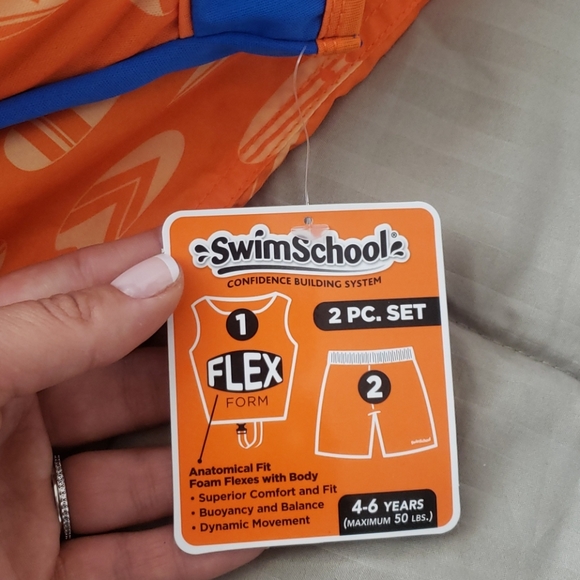 SwimSchool®
CONFIDENCE BUILDING SYSTEM
2 PC. SET
1
FLEX
FORM
2
SwimSchool
Anatomical Fit
Foam Flexes with Body
• Superior Comfort and Fit
• Buoyancy and Balance
• Dynamic Movement
4-6 YEARS
(MAXIMUM 50 LBS.)